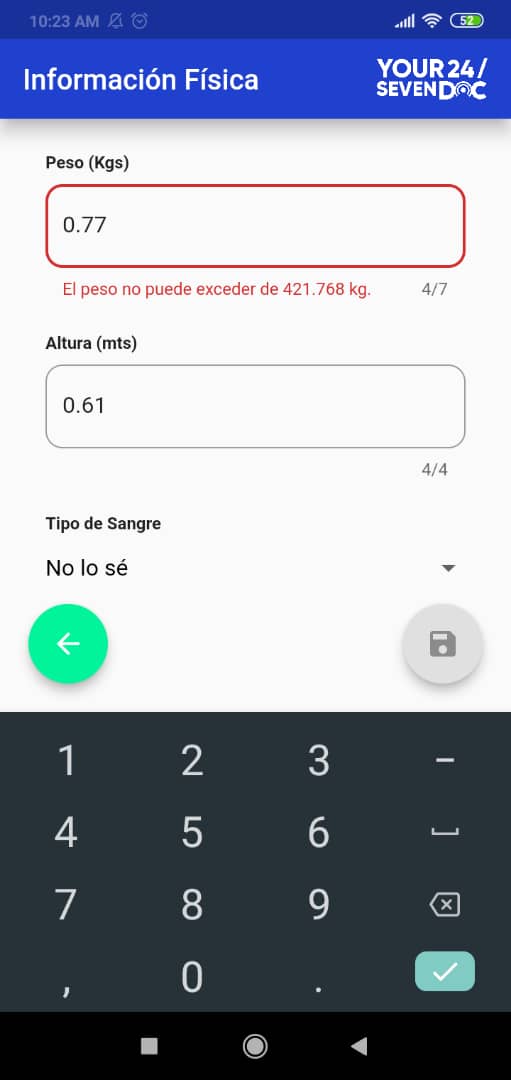 10:23 AM
52
Información Física
YOUR 24/
SEVENDOC
Peso (Kgs)
0.77
El peso no puede exceder de 421.768 kg.
4/7
Altura (mts)
0.61
4/4
Tipo de Sangre
No lo sé
1 2 3 –
4 5 6
7 8 9
, 0 .